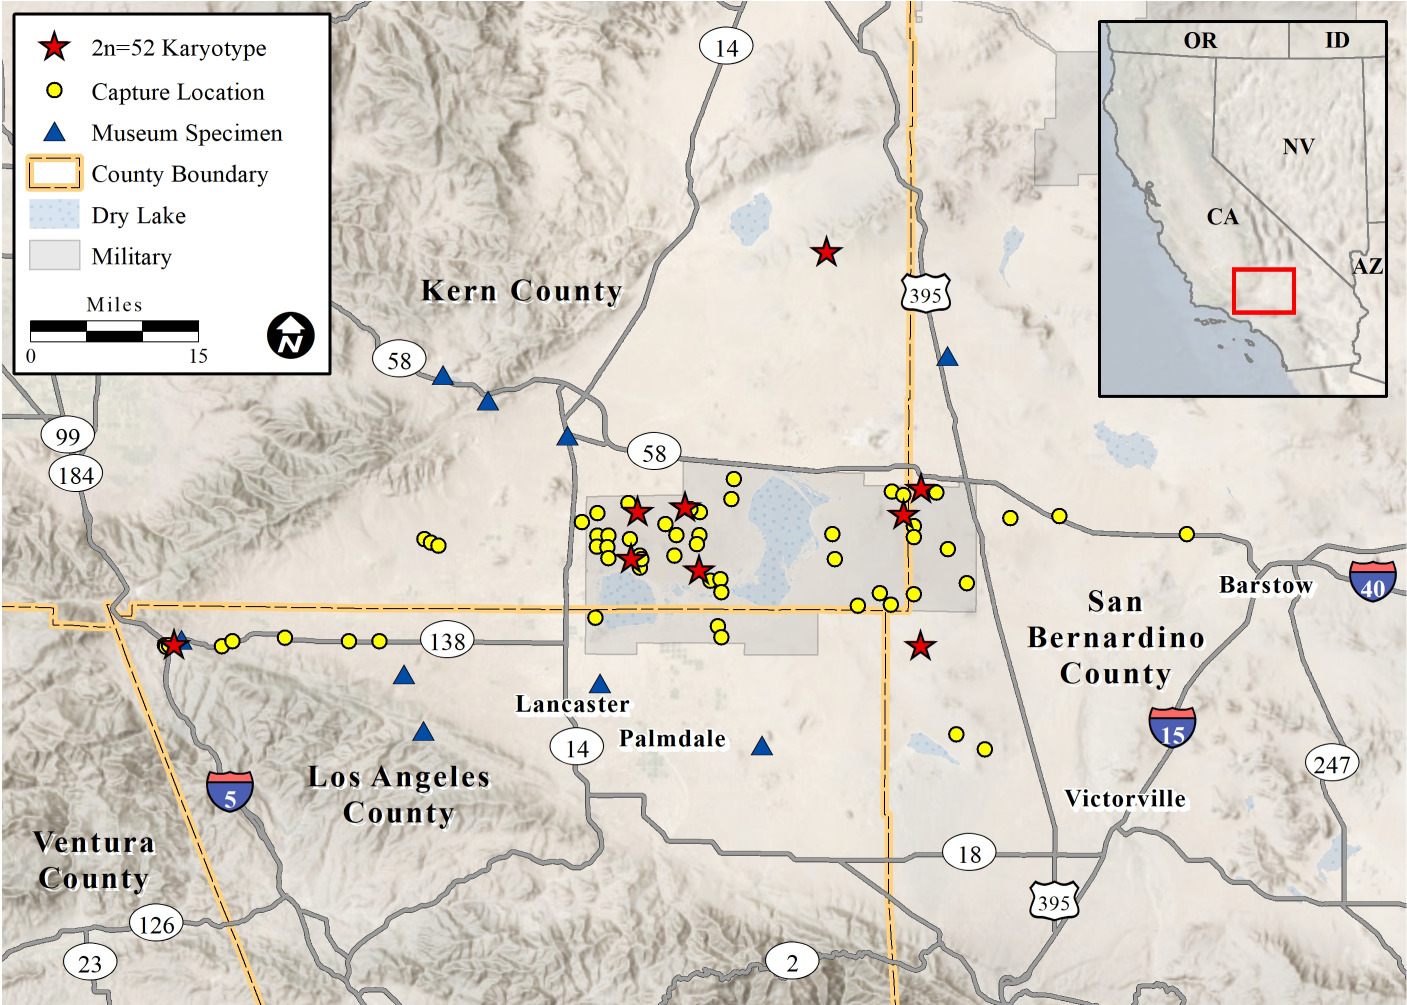 2n=52 Karyotype
Capture Location
Museum Specimen
County Boundary
Dry Lake
Military
Miles
0 15
N
14
OR ID
NV
CA
AZ
Kern County
395
58
99
184
58
Barstow
40
San
Bernardino
County
138
Lancaster
Palmdale
14
15
247
Los Angeles
County
5
Victorville
Ventura
County
18
395
126
23
2